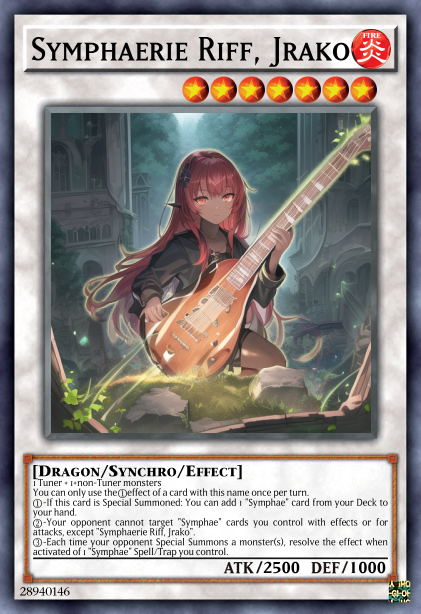 Symphaerie Riff, Jrako
FIRE
炎
[Dragon/Synchro/Effect]
1 Tuner + 1+non-Tuner monsters
You can only use the①effect of a card with this name once per turn.
①-If this card is Special Summoned: You can add 1 "Symphae" card from your Deck to
your hand.
②-Your opponent cannot target "Symphae" cards you control with effects or for
attacks, except "Symphaerie Riff, Jrako".
③-Each time your opponent Special Summons a monster(s), resolve the effect when
activated of 1 "Symphae" Spell/Trap you control.
ATK/2500 DEF/1000
28940146